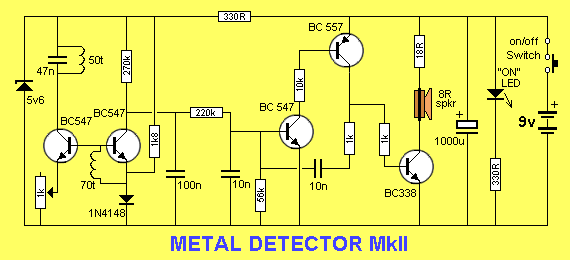 330R
BC 557
on/off
Switch
50t
47n
270k
10k
18R
"ON"
LED
5v6
8R
spkr
BC547
BC547
220k
BC 547
+
+
9v
1k8
1k
1k
1000u
1k
70t
100n
10n
56k
10n
330R
1N4148
BC338
METAL DETECTOR MkII